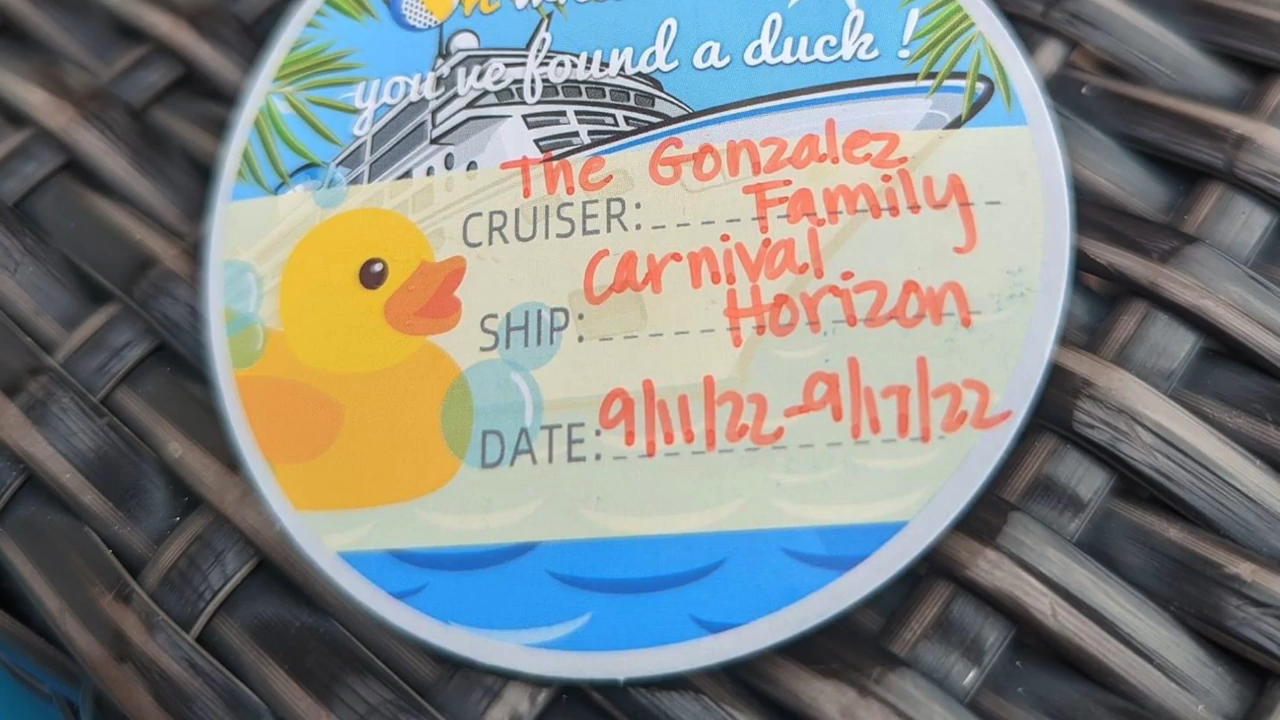 you've found a duck !
The Gonzalez
CRUISER: Family
Carnival
SHIP: Horizon
DATE: 9/11/22-9/17/22